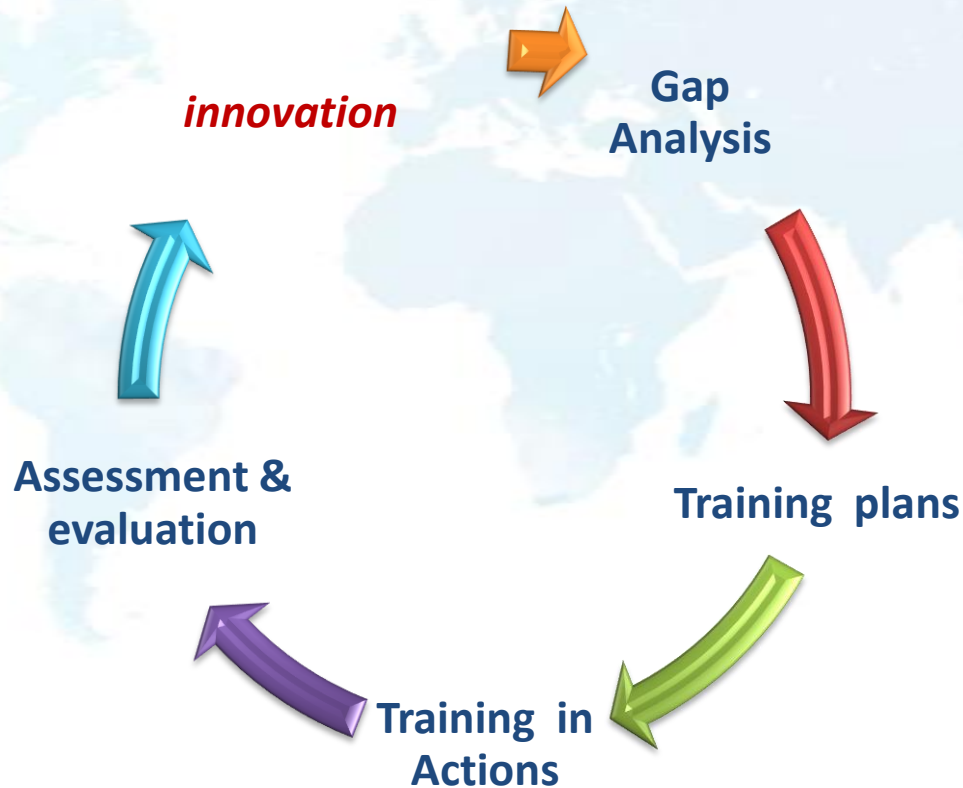 innovation
Gap
Analysis
Training plans
Training in
Actions
Assessment &
evaluation